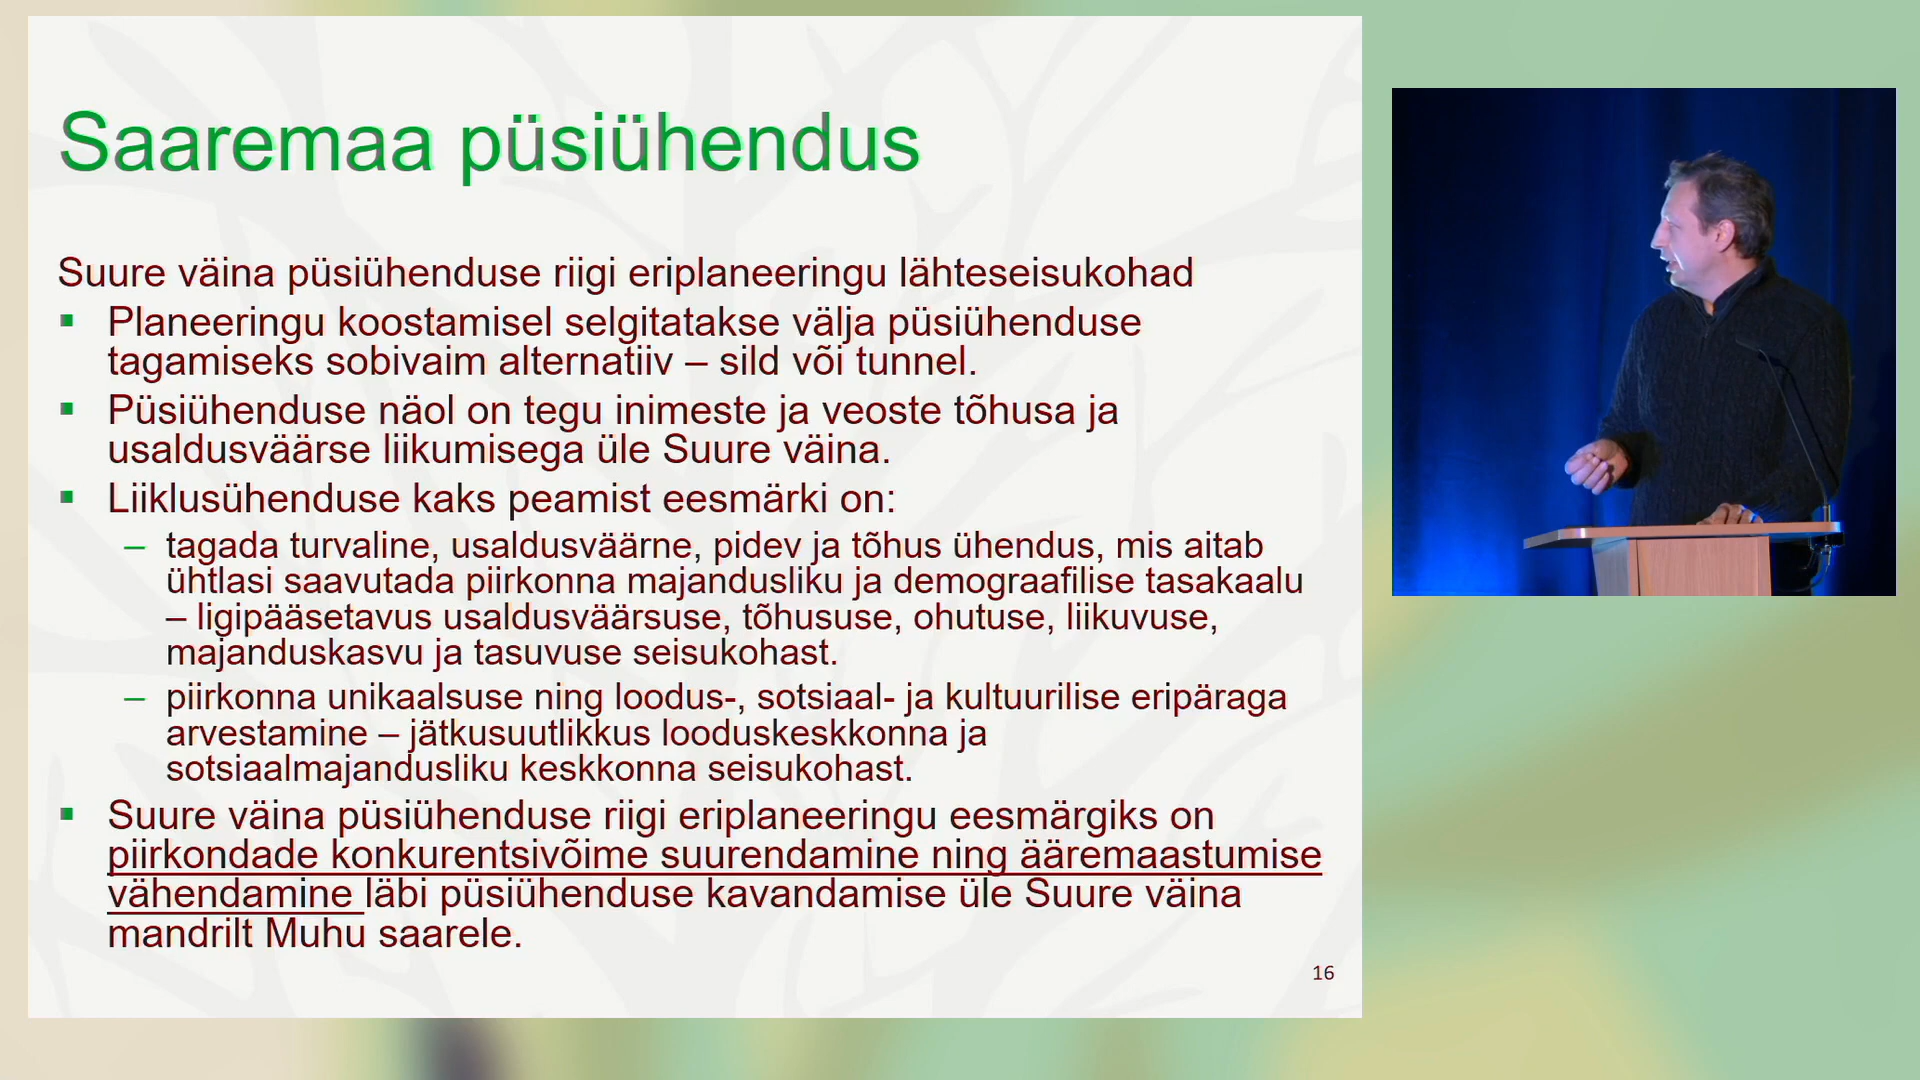 Saaremaa püsiühendus
Suure väina püsiühenduse riigi eriplaneeringu lähteseisukohad
▪ Planeeringu koostamisel selgitatakse välja püsiühenduse
tagamiseks sobivaim alternatiiv – sild või tunnel.
▪ Püsiühenduse näol on tegu inimeste ja veoste tõhusa ja
usaldusväärse liikumisega üle Suure väina.
▪ Liiklusühenduse kaks peamist eesmärki on:
– tagada turvaline, usaldusväärne, pidev ja tõhus ühendus, mis aitab
ühtlasi saavutada piirkonna majandusliku ja demograafilise tasakaalu
– ligipääsetavus usaldusväärsuse, tõhususe, ohutuse, liikuvuse,
majanduskasvu ja tasuvuse seisukohast.
– piirkonna unikaalsuse ning loodus-, sotsiaal- ja kultuurilise eripäraga
arvestamine – jätkusuutlikkus looduskeskkonna ja
sotsiaalmajandusliku keskkonna seisukohast.
▪ Suure väina püsiühenduse riigi eriplaneeringu eesmärgiks on
piirkondade konkurentsivõime suurendamine ning ääremaastumise
vähendamine läbi püsiühenduse kavandamise üle Suure väina
mandrilt Muhu saarele.
16